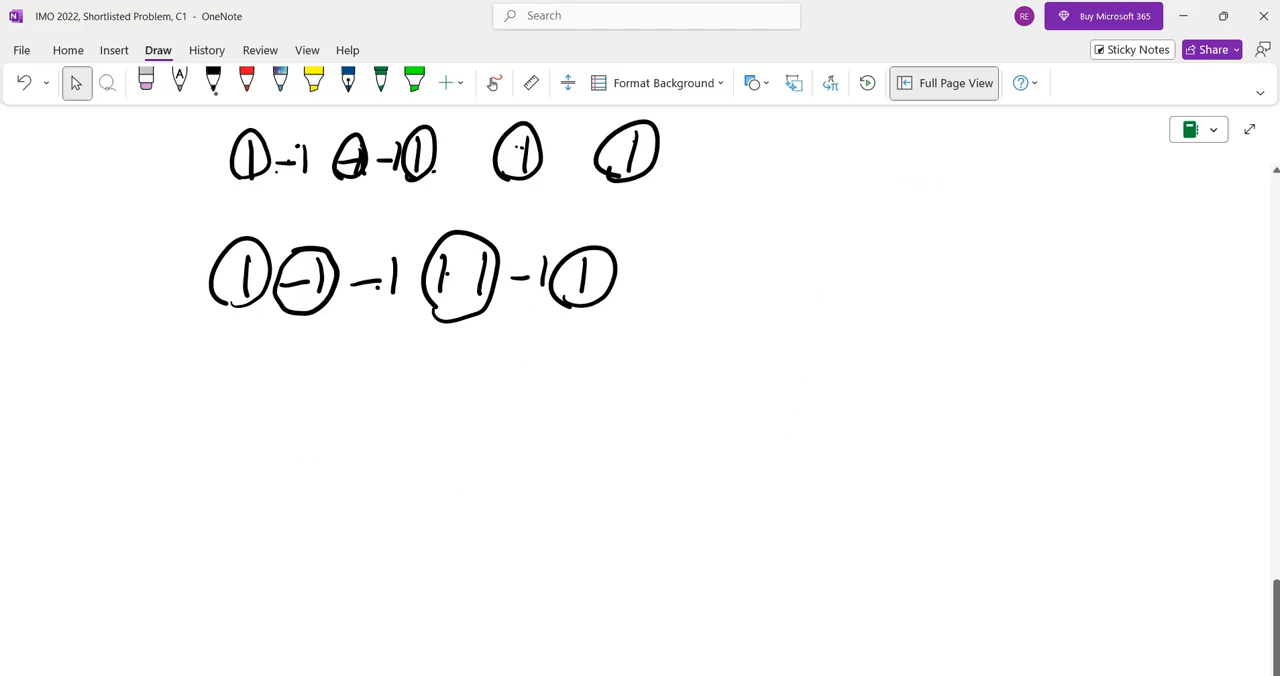 IMO 2022, Shortlisted Problem, C1 - OneNote
Search
RE
Buy Microsoft 365
File Home Insert Draw History Review View Help
Sticky Notes
Share
A
Format Background
Full Page View
1 -1 -1 -1 1 1 1
1 -1 -1 1 1 -1 1